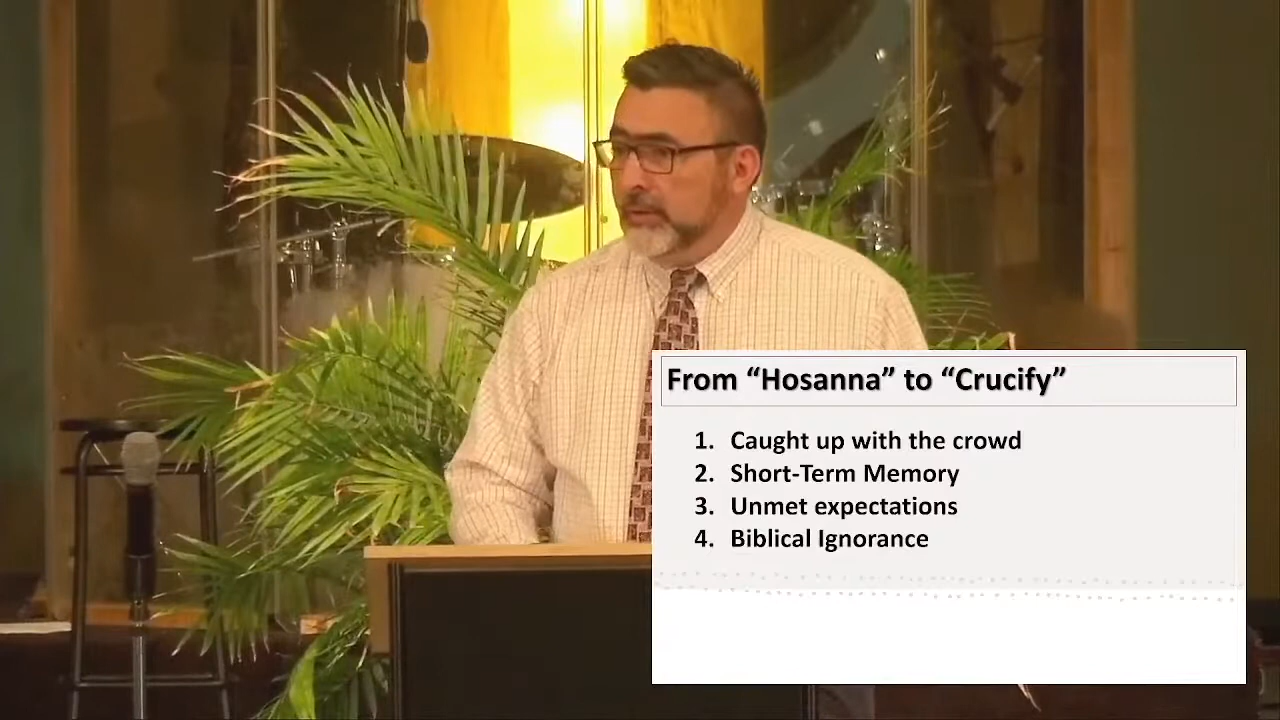 From “Hosanna” to “Crucify”
1. Caught up with the crowd
2. Short-Term Memory
3. Unmet expectations
4. Biblical Ignorance